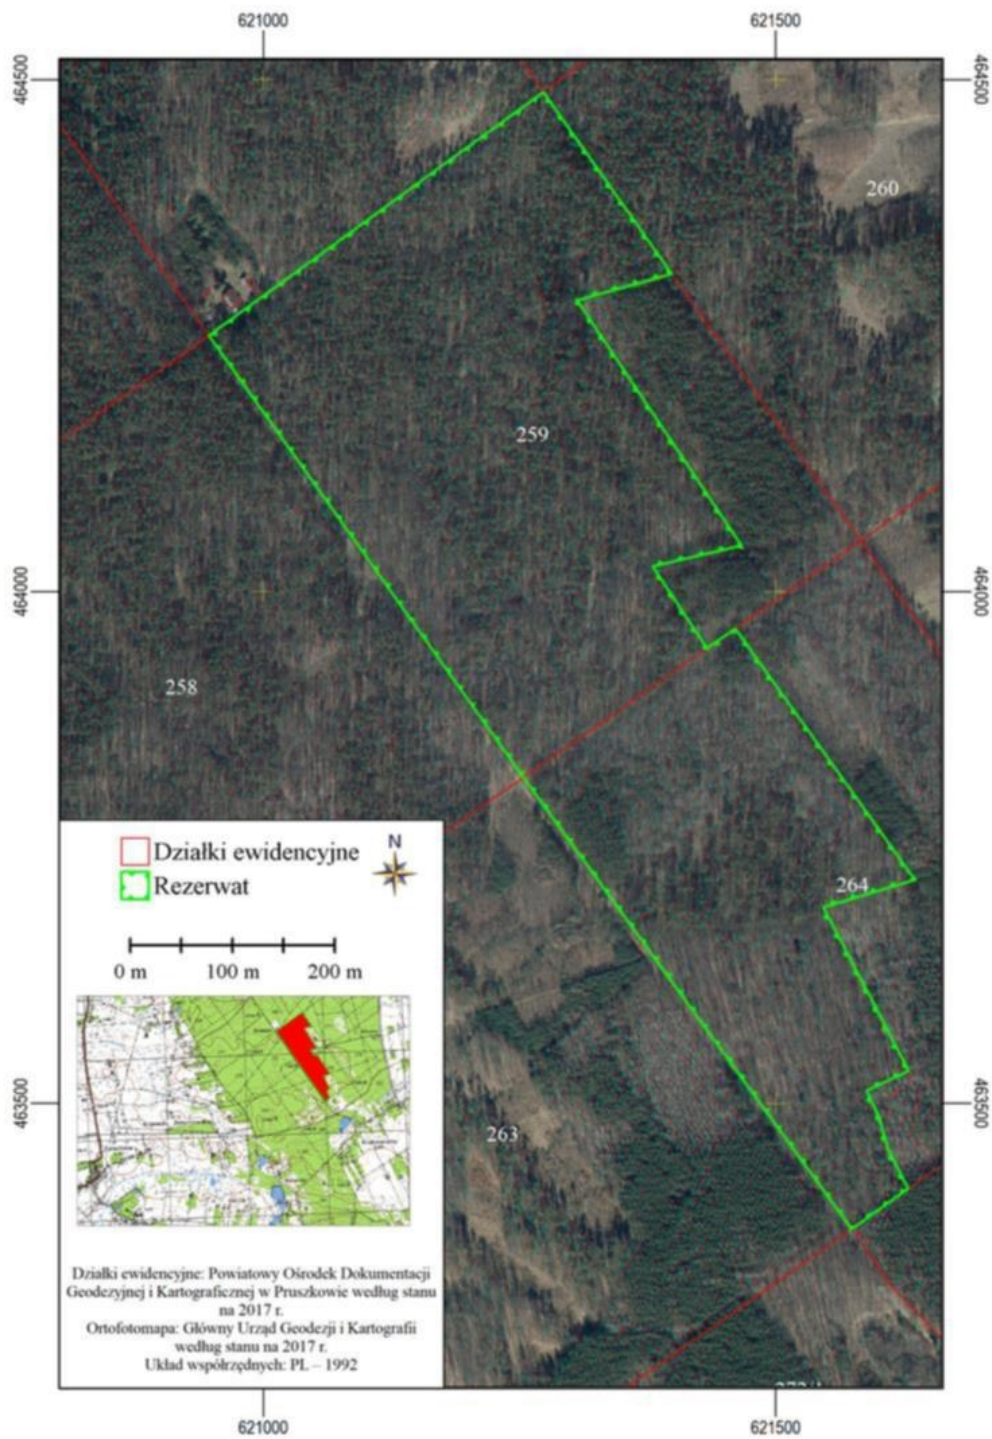 621000
621500
464500
464500
260
259
464000
464000
258
Działki ewidencyjne
N
Rezerwat
264
0 m
100 m
200 m
463500
463500
263
Działki ewidencyjne: Powiatowy Ośrodek Dokumentacji
Geodezyjnej i Kartograficznej w Pruszkowie według stanu
na 2017 r.
Ortofotomapa: Główny Urząd Geodezji i Kartografii
według stanu na 2017 r.
Układ współrzędnych: PL – 1992
621000
621500